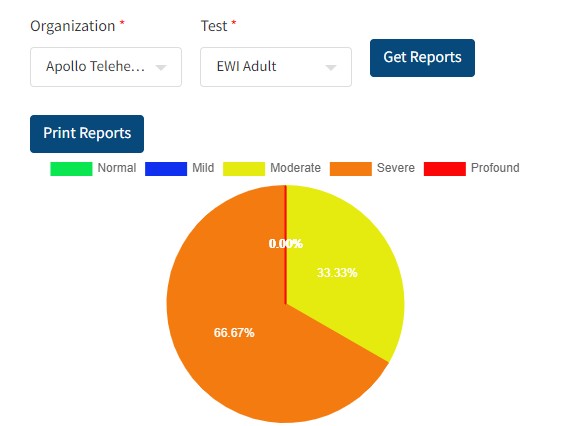 Organization * Test *
Apollo Telehe... EWI Adult Get Reports
Print Reports
Normal Mild Moderate Severe Profound
0.00%
33.33%
66.67%